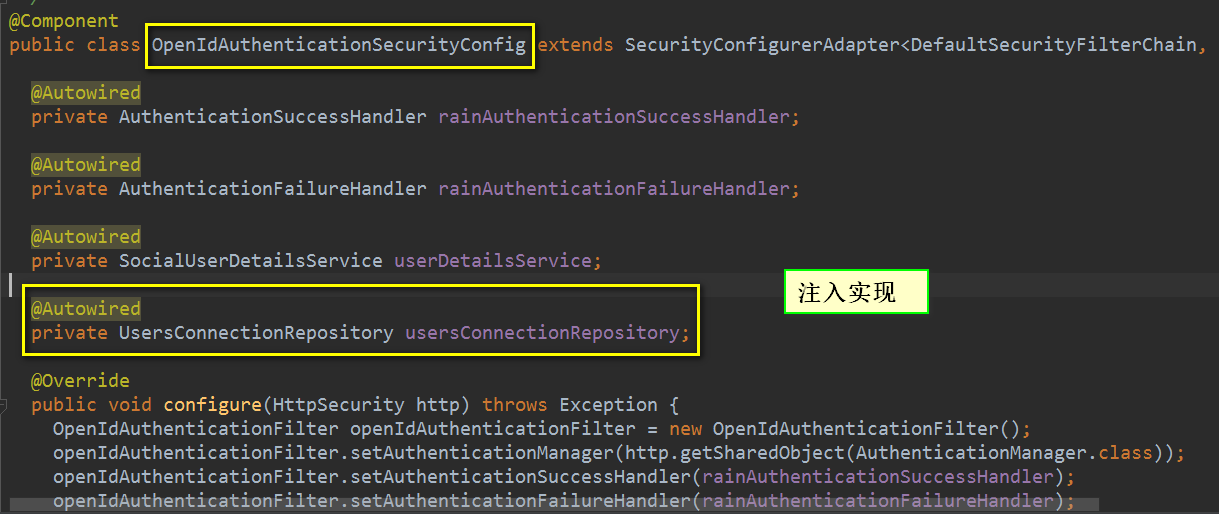 @Component
public class OpenIdAuthenticationSecurityConfig extends SecurityConfigurerAdapter<DefaultSecurityFilterChain,
@Autowired
private AuthenticationSuccessHandler rainAuthenticationSuccessHandler;
@Autowired
private AuthenticationFailureHandler rainAuthenticationFailureHandler;
@Autowired
private SocialUserDetailsService userDetailsService;
注入实现
@Autowired
private UsersConnectionRepository usersConnectionRepository;
@Override
public void configure(HttpSecurity http) throws Exception {
OpenIdAuthenticationFilter openIdAuthenticationFilter = new OpenIdAuthenticationFilter();
openIdAuthenticationFilter.setAuthenticationManager(http.getSharedObject(AuthenticationManager.class));
openIdAuthenticationFilter.setAuthenticationSuccessHandler(rainAuthenticationSuccessHandler);
openIdAuthenticationFilter.setAuthenticationFailureHandler(rainAuthenticationFailureHandler);